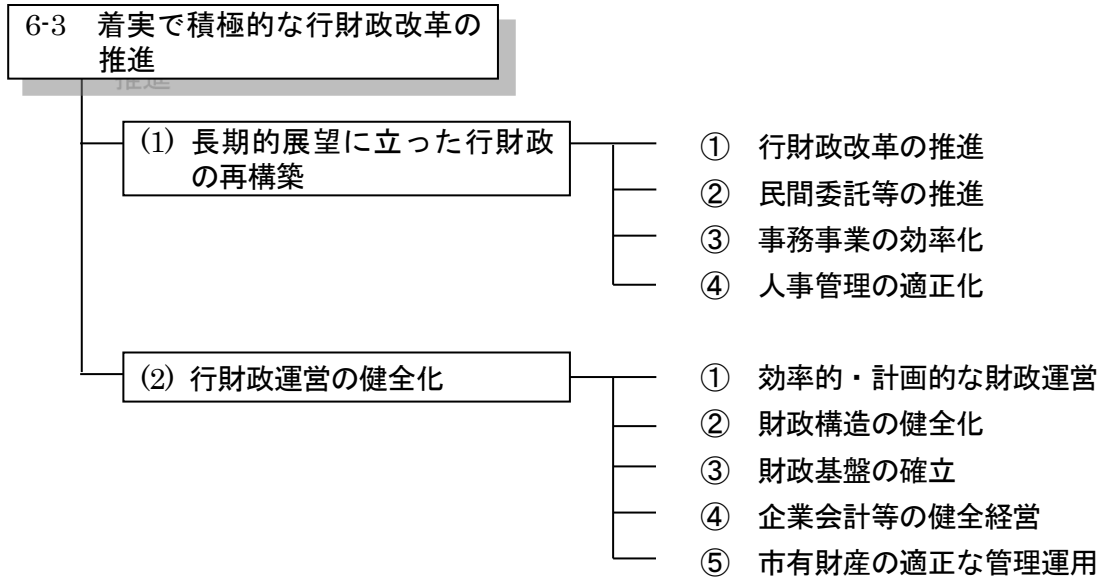 6-3 着実で積極的な行財政改革の
推進
(1) 長期的展望に立った行財政
の再構築
① 行財政改革の推進
② 民間委託等の推進
③ 事務事業の効率化
④ 人事管理の適正化
(2) 行財政運営の健全化
① 効率的・計画的な財政運営
② 財政構造の健全化
③ 財政基盤の確立
④ 企業会計等の健全経営
⑤ 市有財産の適正な管理運用